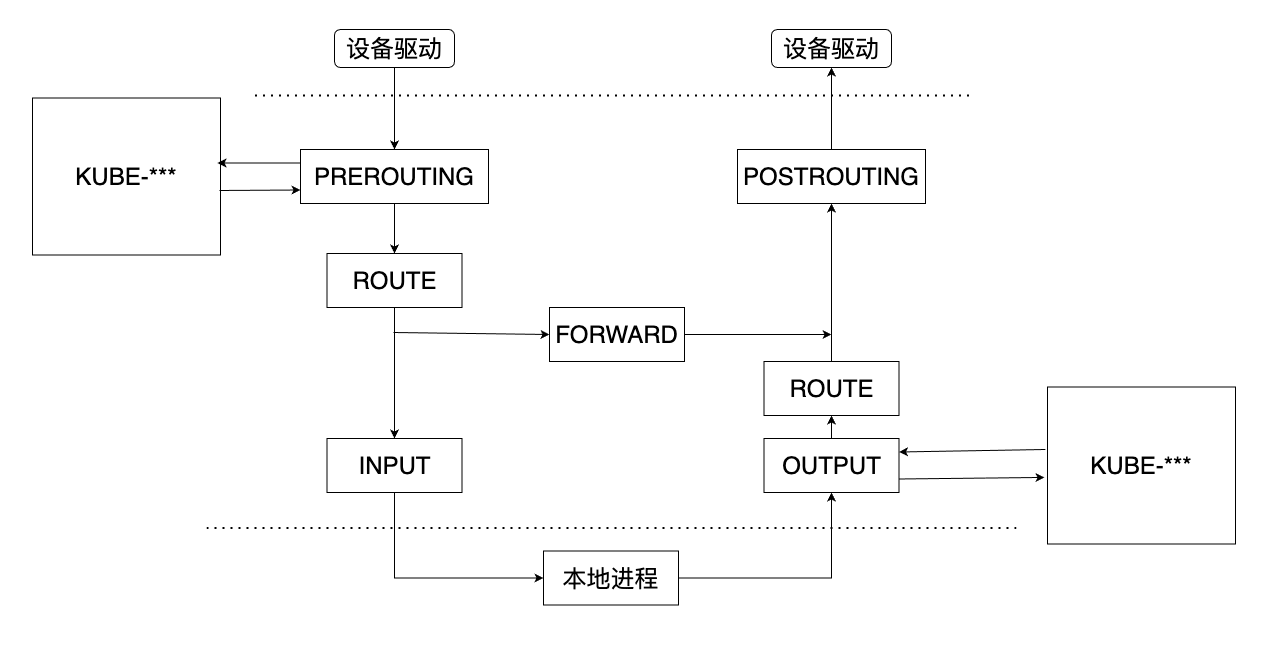 设备驱动
设备驱动
KUBE-***
PREROUTING
POSTROUTING
ROUTE
FORWARD
ROUTE
INPUT
OUTPUT
KUBE-***
本地进程